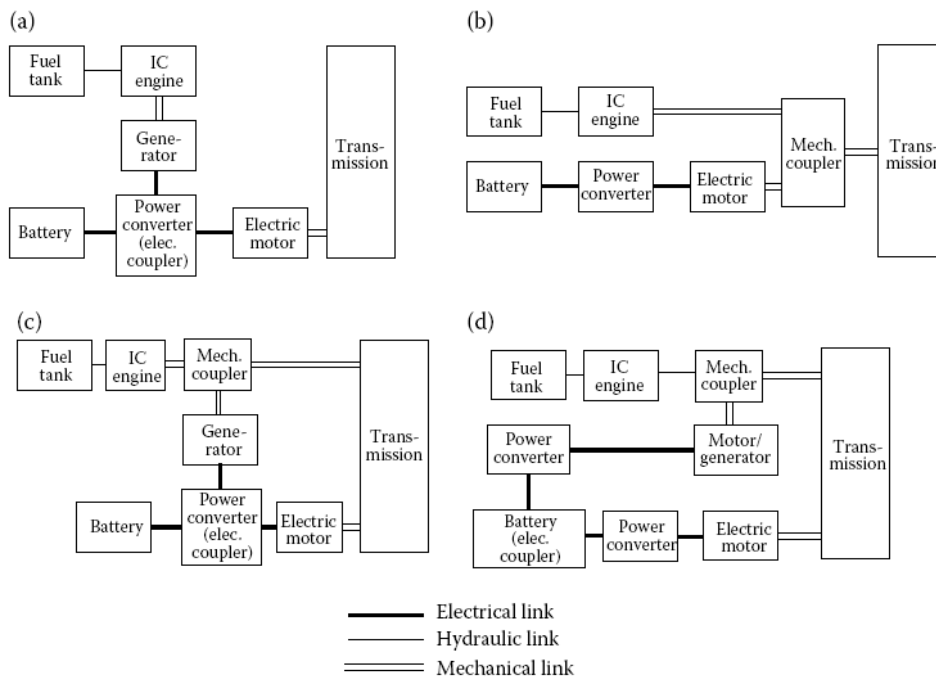 (a)
Fuel
tank
IC
engine
Gene-
rator
Battery
Power
converter
(elec.
coupler)
Electric
motor
Trans-
mission
(b)
Fuel
tank
IC
engine
Battery
Power
converter
Electric
motor
Mech.
coupler
Trans-
mission
(c)
Fuel
tank
IC
engine
Mech.
coupler
Gene-
rator
Battery
Power
converter
(elec.
coupler)
Electric
motor
Trans-
mission
(d)
Fuel
tank
IC
engine
Mech.
coupler
Power
converter
Motor/
generator
Battery (elec.
coupler)
Power
converter
Electric
motor
Trans-
mission
Electrical link
Hydraulic link
Mechanical link